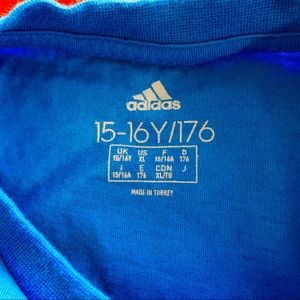 adidas
15-16Y/176
UK US F D
15/16Y XL 15/16A 176
I E CDN J
15/16A 176 XL/TG
MADE IN TURKEY